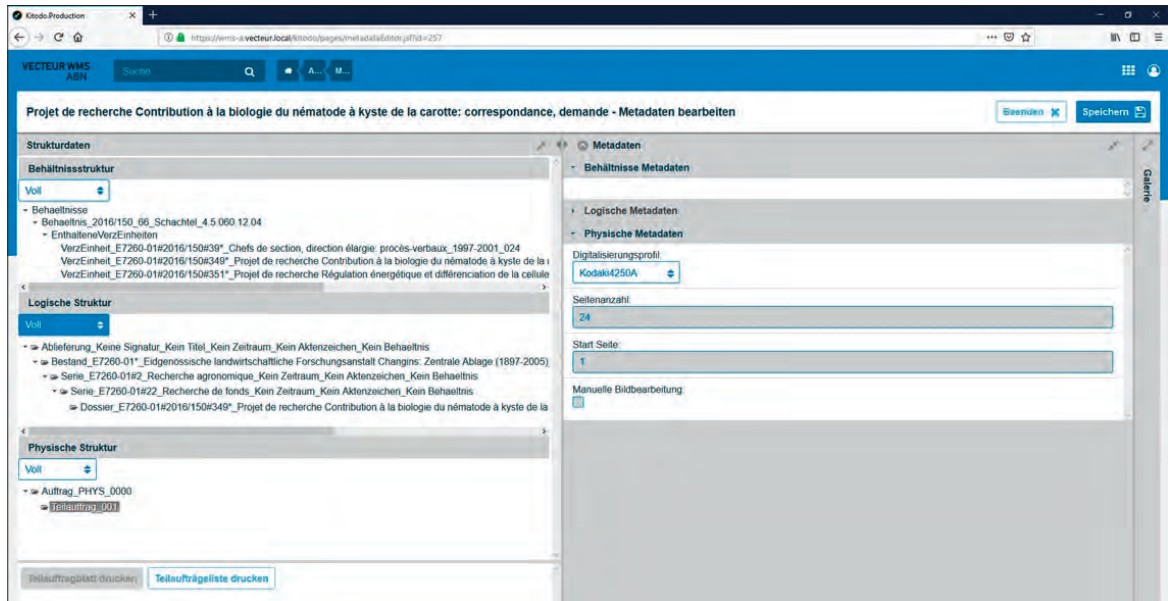 Kitodo.Production
https://wms-a.vecteur.local/kitodo/pages/metadataEditor.jsf?id=257
VECTEUR WMS
ABN
Suchen
A...
M...
Projet de recherche Contribution à la biologie du nématode à kyste de la carotte: correspondance, demande - Metadaten bearbeiten
Beenden
Speichern
Strukturdaten
Behältnissstruktur
Voll
Behaeltnisse
Behaeltnis_2016/150_66_Schachtel_4.5.060.12.04
EnthalteneVerzEinheiten
VerzEinheit_E7260-01#2016/150#39*_Chefs de section, direction élargie: procès-verbaux_1997-2001_024
VerzEinheit_E7260-01#2016/150#349*_Projet de recherche Contribution à la biologie du nématode à kyste de la
VerzEinheit_E7260-01#2016/150#351*_Projet de recherche Régulation énergétique et différenciation de la cellule
Logische Struktur
Voll
Ablieferung_Keine Signatur_Kein Titel_Kein Zeitraum_Kein Aktenzeichen_Kein Behaeltnis
Bestand_E7260-01*_Eidgenössische landwirtschaftliche Forschungsanstalt Changins: Zentrale Ablage (1897-2005)
Serie_E7260-01#2_Recherche agronomique_Kein Zeitraum_Kein Aktenzeichen_Kein Behaeltnis
Serie_E7260-01#22_Recherche de fonds_Kein Zeitraum_Kein Aktenzeichen_Kein Behaeltnis
Dossier_E7260-01#2016/150#349*_Projet de recherche Contribution à la biologie du nématode à kyste de la
Physische Struktur
Voll
Auftrag_PHYS_0000
Teilauftrag_001
Teilauftragblatt drucken
Teilaufträgeliste drucken
Metadaten
Behältnisse Metadaten
Logische Metadaten
Physische Metadaten
Digitalisierungsprofil:
Kodaki4250A
Seitenanzahl:
24
Start Seite:
1
Manuelle Bildbearbeitung:
Galerie